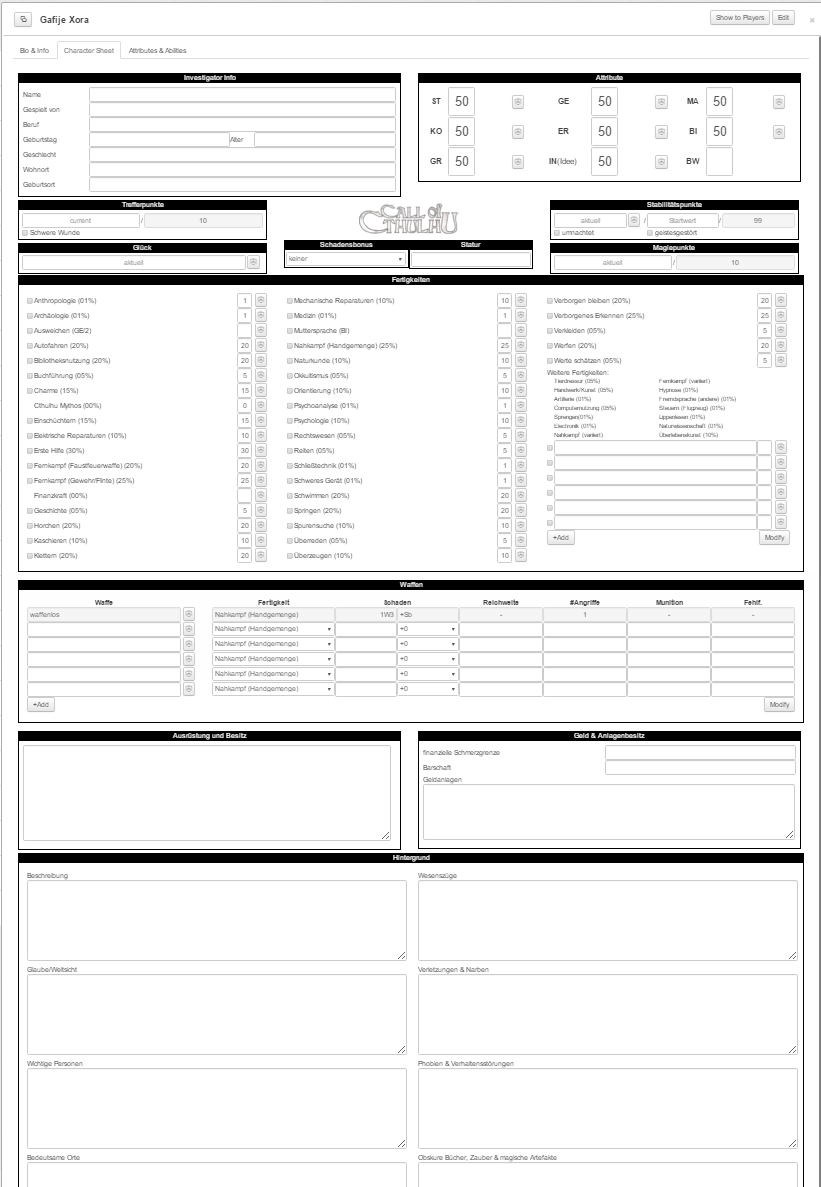 Gafije Xora
Show to Players Edit
Bio & Info Character Sheet Attributes & Abilities
Investigator Info
Name
Gespielt von
Beruf
Geburtstag Alter
Geschlecht
Wohnort
Geburtsort
Attribute
ST 50 GE 50 MA 50
KO 50 ER 50 BI 50
GR 50 IN(Idee) 50 BW
Trefferpunkte
current / 10
Schwere Wunde
Glück
aktuell
CALL OF CTHULHU
Schadensbonus Statur
keiner
Stabilitätspunkte
aktuell / Startwert / 99
umnachtet geistesgestört
Magiepunkte
aktuell / 10
Fertigkeiten
Anthropologie (01%) 1
Archäologie (01%) 1
Ausweichen (GE/2)
Autofahren (20%) 20
Bibliotheksnutzung (20%) 20
Buchführung (05%) 5
Charme (15%) 15
Cthulhu Mythos (00%) 0
Einschüchtern (15%) 15
Elektrische Reparaturen (10%) 10
Erste Hilfe (30%) 30
Fernkampf (Faustfeuerwaffe) (20%) 20
Fernkampf (Gewehr/Flinte) (25%) 25
Finanzkraft (00%)
Geschichte (05%) 5
Horchen (20%) 20
Kaschieren (10%) 10
Klettern (20%) 20
Mechanische Reparaturen (10%) 10
Medizin (01%) 1
Muttersprache (BI)
Nahkampf (Handgemenge) (25%) 25
Naturkunde (10%) 10
Okkultismus (05%) 5
Orientierung (10%) 10
Psychoanalyse (01%) 1
Psychologie (10%) 10
Rechtswesen (05%) 5
Reiten (05%) 5
Schließtechnik (01%) 1
Schweres Gerät (01%) 1
Schwimmen (20%) 20
Springen (20%) 20
Spurensuche (10%) 10
Überreden (05%) 5
Überzeugen (10%) 10
Verborgen bleiben (20%) 20
Verborgenes Erkennen (25%) 25
Verkleiden (05%) 5
Werfen (20%) 20
Werte schätzen (05%) 5
Weitere Fertigkeiten:
Tierdressur (05%) Fernkampf (variiert)
Handwerk/Kunst (05%) Hypnose (01%)
Artillerie (01%) Fremdsprache (andere) (01%)
Computernutzung (05%) Steuern (Flugzeug) (01%)
Sprengen(01%) Lippenlesen (01%)
Electronik (01%) Naturwissenschaft (01%)
Nahkampf (variiert) Überlebenskunst (10%)
+Add Modify
Waffen
Waffe Fertigkeit Schaden Reichweite #Angriffe Munition Fehlf.
waffenlos Nahkampf (Handgemenge) 1W3 +Sb - 1 - -
Nahkampf (Handgemenge) +0
Nahkampf (Handgemenge) +0
Nahkampf (Handgemenge) +0
Nahkampf (Handgemenge) +0
Nahkampf (Handgemenge) +0
+Add Modify
Ausrüstung und Besitz
Geld & Anlagenbesitz
finanzielle Schmerzgrenze
Barschaft
Geldanlagen
Hintergrund
Beschreibung Wesenszüge
Glaube/Weltsicht Verletzungen & Narben
Wichtige Personen Phobien & Verhaltensstörungen
Bedeutsame Orte Obskure Bücher, Zauber & magische Artefakte